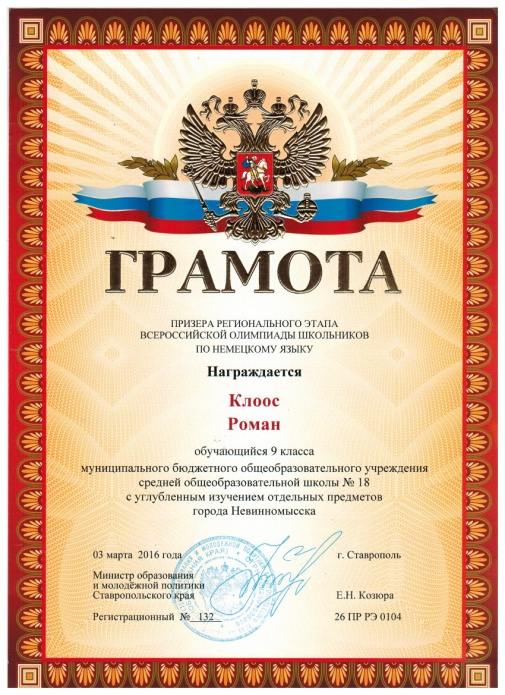 ГРАМОТА
ПРИЗЕРА РЕГИОНАЛЬНОГО ЭТАПА
ВСЕРОССИЙСКОЙ ОЛИМПИАДЫ ШКОЛЬНИКОВ
ПО НЕМЕЦКОМУ ЯЗЫКУ
Награждается
Клоос
Роман
обучающийся 9 класса
муниципального бюджетного общеобразовательного учреждения
средней общеобразовательной школы № 18
с углубленным изучением отдельных предметов
города Невинномысска
03 марта 2016 года г. Ставрополь
Министр образования
и молодёжной политики
Ставропольского края Е.Н. Козюра
Регистрационный № 132 26 ПР РЭ 0104